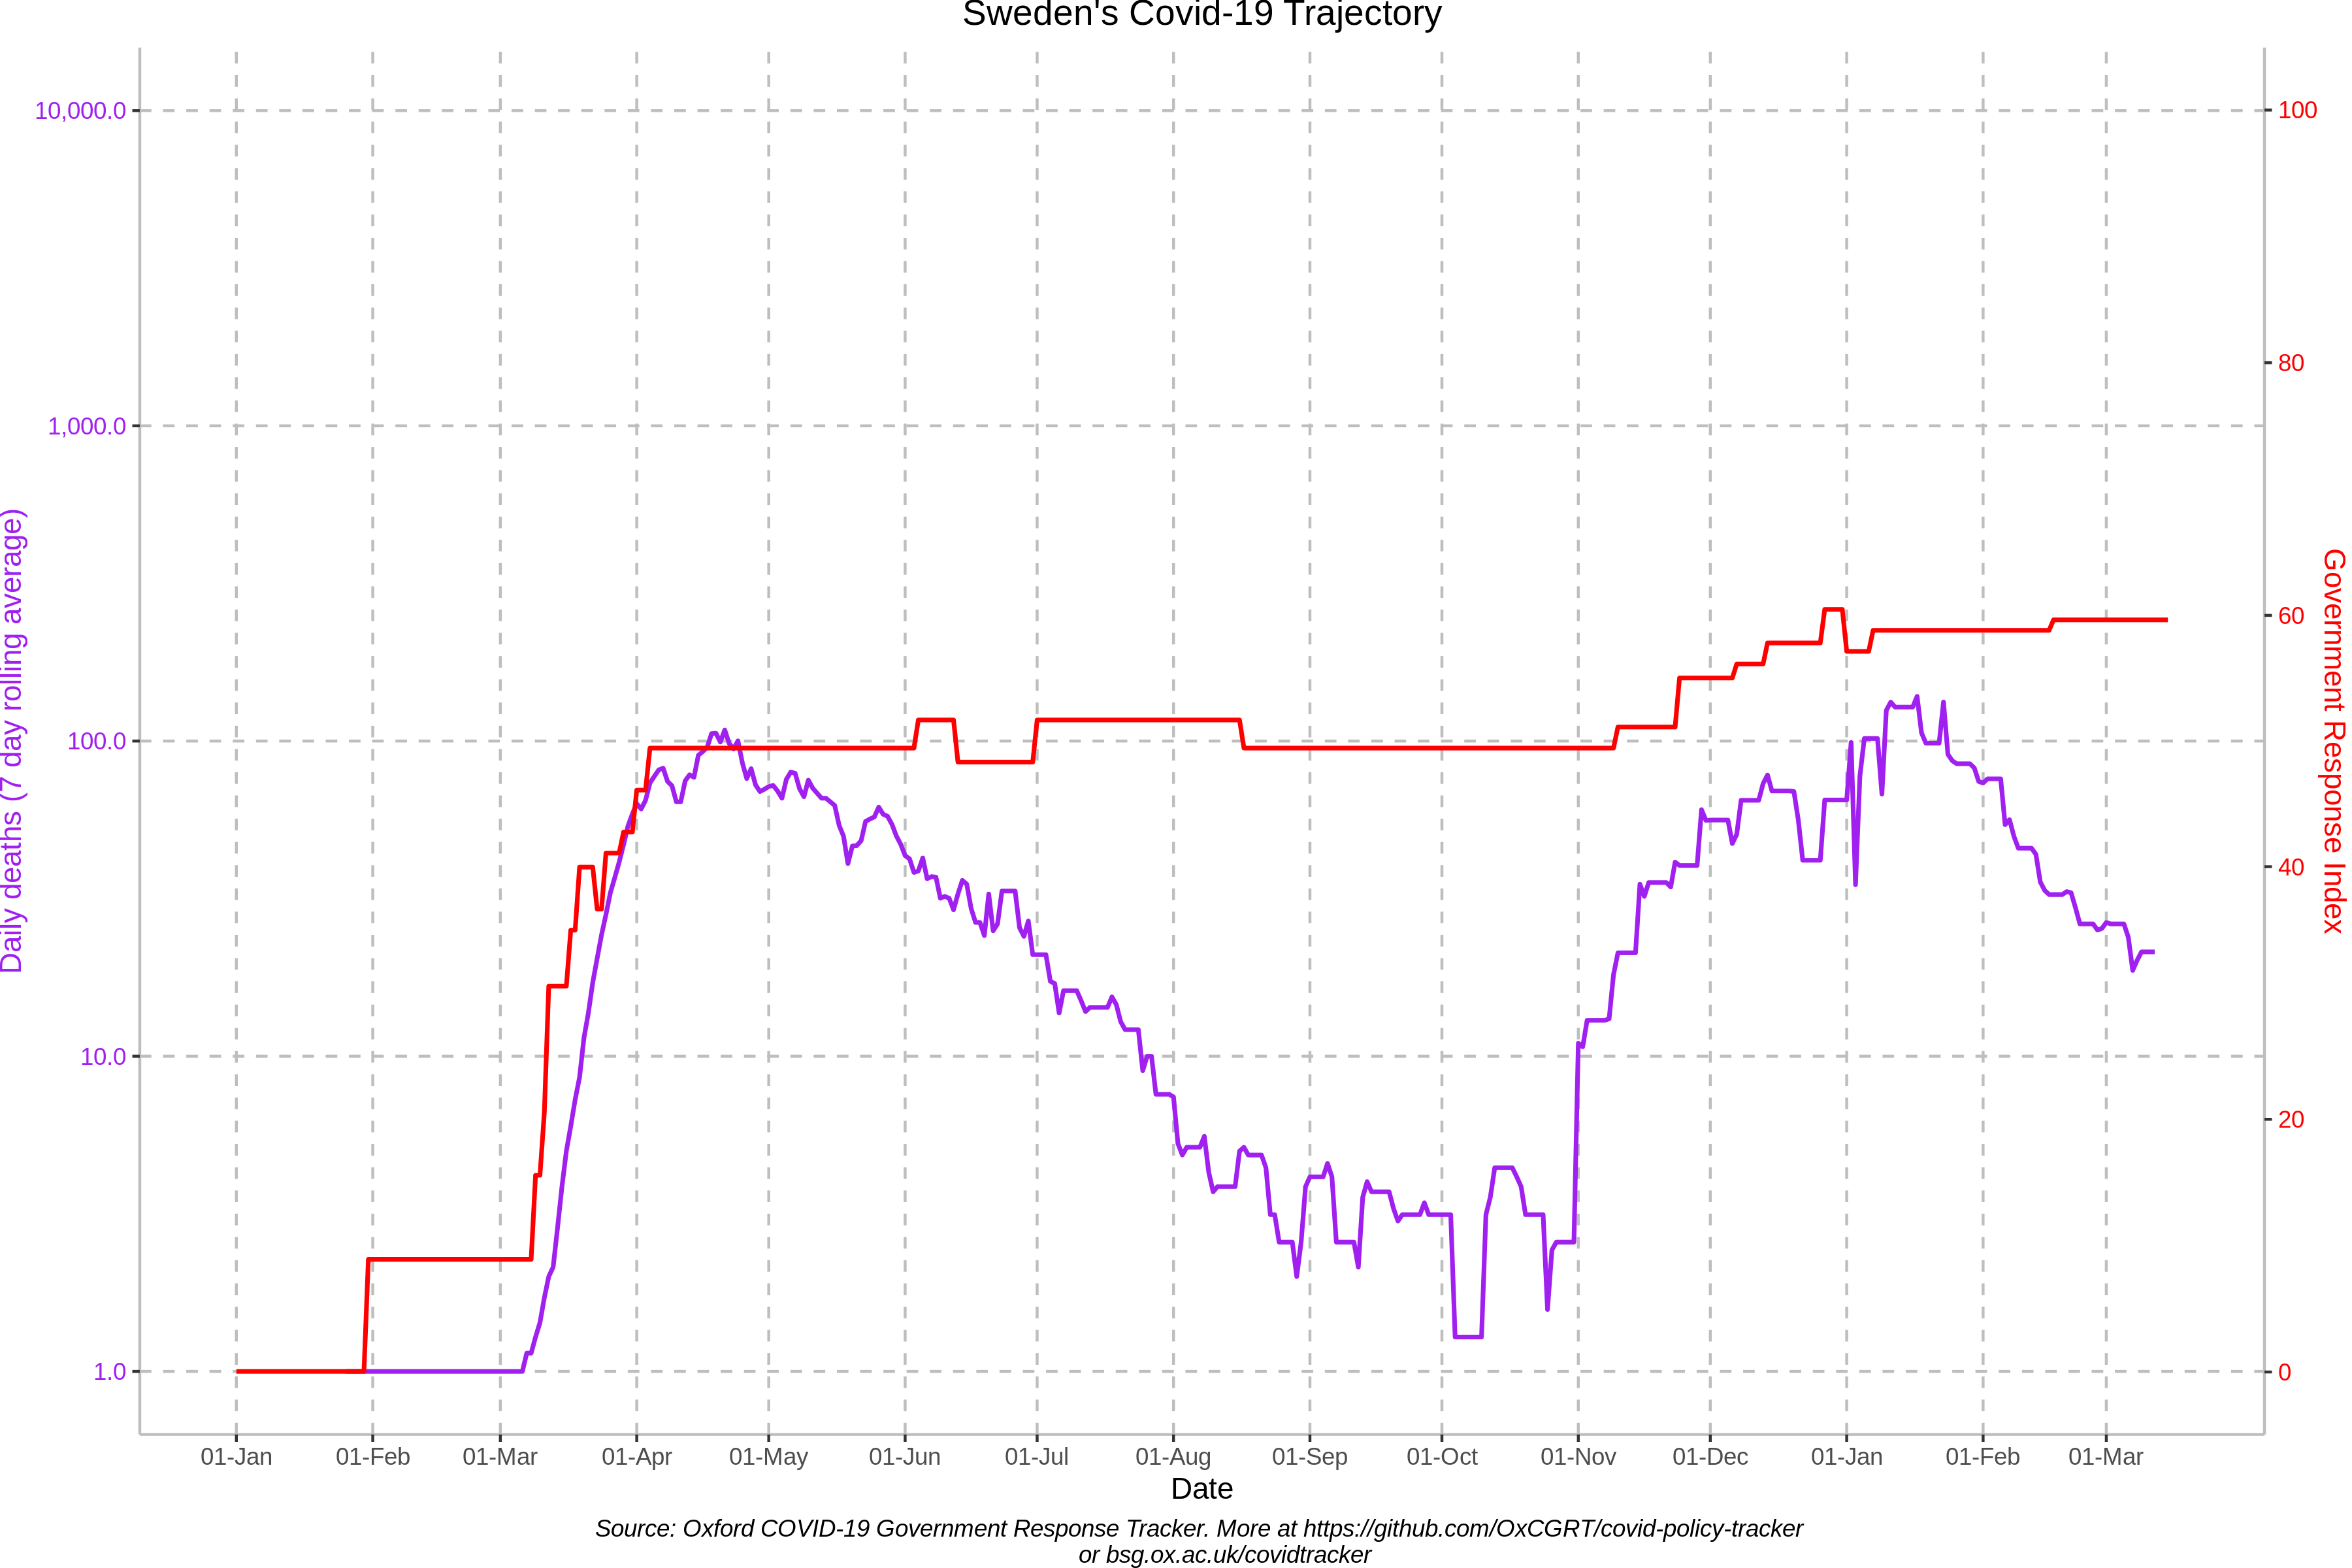 Sweden's Covid-19 Trajectory
10,000.0
1,000.0
100.0
10.0
1.0
Daily deaths (7 day rolling average)
100
80
60
40
20
0
Government Response Index
01-Jan 01-Feb 01-Mar 01-Apr 01-May 01-Jun 01-Jul 01-Aug 01-Sep 01-Oct 01-Nov 01-Dec 01-Jan 01-Feb 01-Mar
Date
Source: Oxford COVID-19 Government Response Tracker. More at https://github.com/OxCGRT/covid-policy-tracker
or bsg.ox.ac.uk/covidtracker